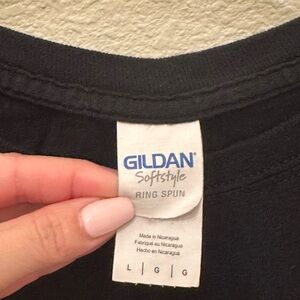 GILDAN
Softstyle
RING SPUN
Made in Nicaragua
Fabriqué au Nicaragua
Hecho en Nicaragua
L | G | G